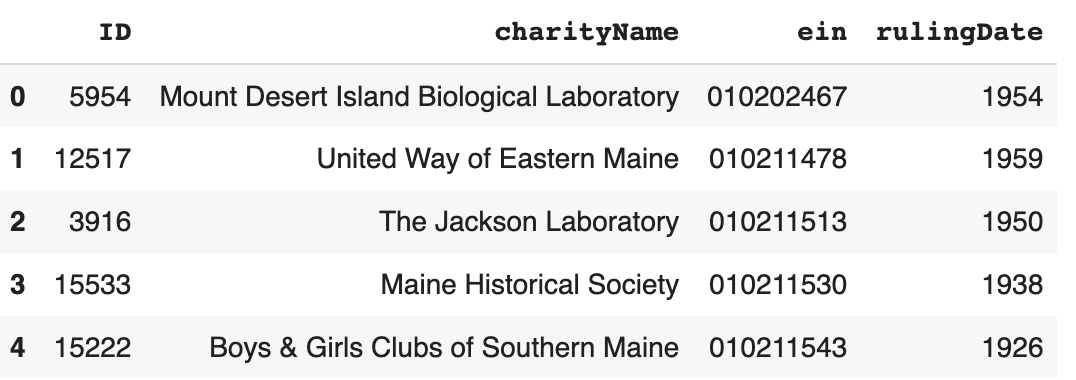 ID charityName ein rulingDate
0 5954 Mount Desert Island Biological Laboratory 010202467 1954
1 12517 United Way of Eastern Maine 010211478 1959
2 3916 The Jackson Laboratory 010211513 1950
3 15533 Maine Historical Society 010211530 1938
4 15222 Boys & Girls Clubs of Southern Maine 010211543 1926